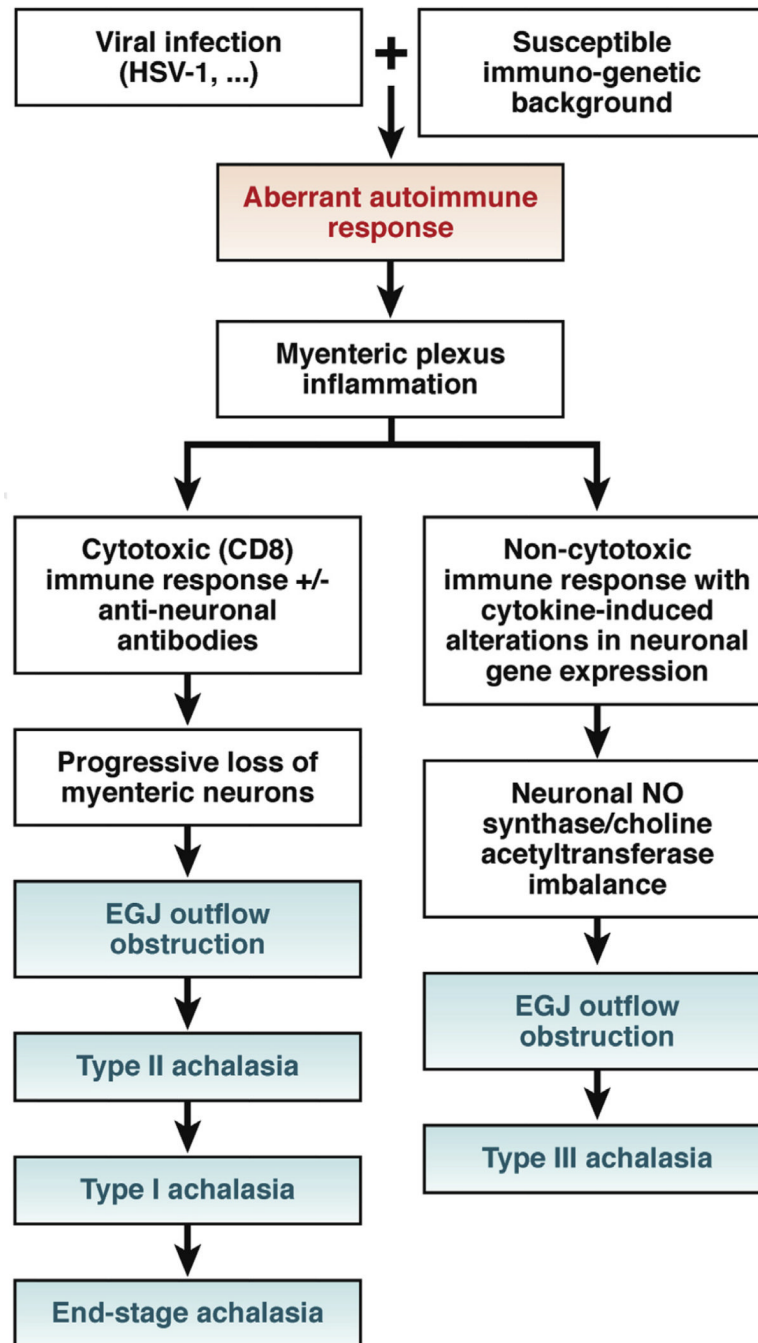 Viral infection
(HSV-1, ...)
+
Susceptible
immuno-genetic
background
Aberrant autoimmune
response
Myenteric plexus
inflammation
Cytotoxic (CD8)
immune response +/-
anti-neuronal
antibodies
Non-cytotoxic
immune response with
cytokine-induced
alterations in neuronal
gene expression
Progressive loss of
myenteric neurons
Neuronal NO
synthase/choline
acetyltransferase
imbalance
EGJ outflow
obstruction
EGJ outflow
obstruction
Type II achalasia
Type III achalasia
Type I achalasia
End-stage achalasia